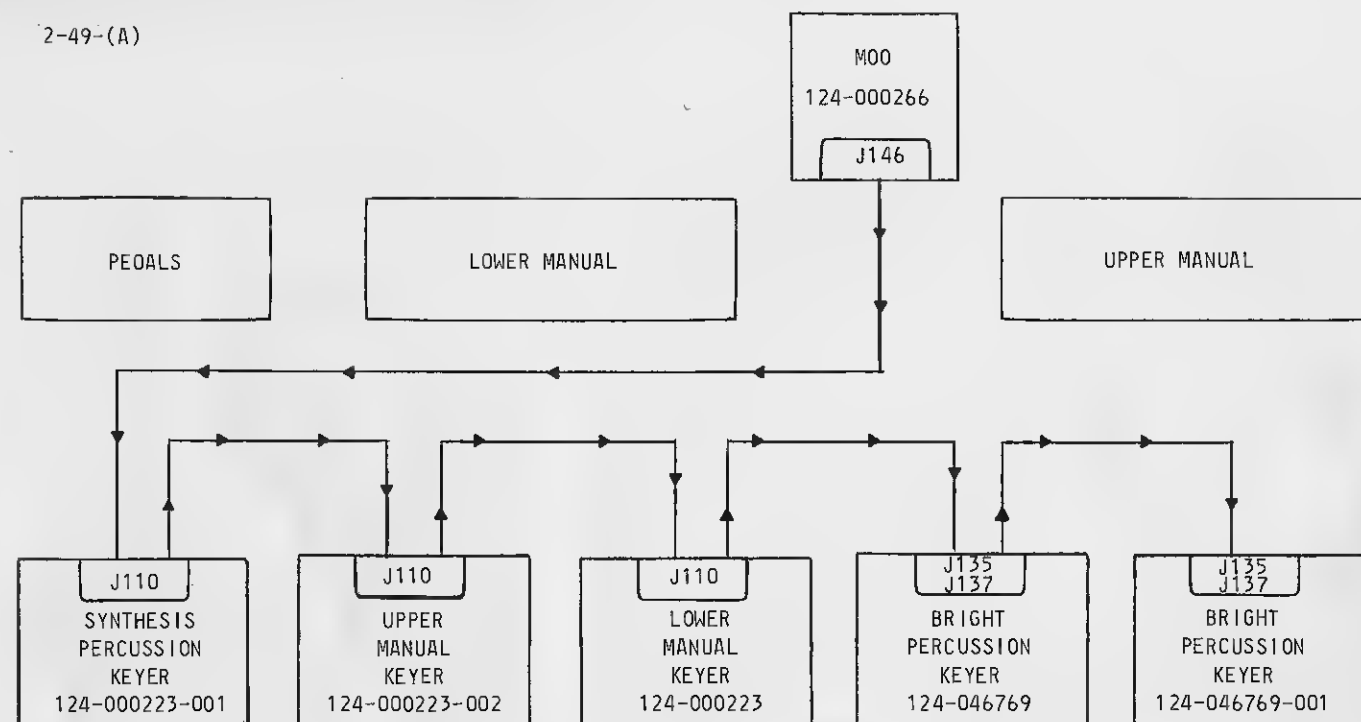 2-49-(A)
MOO
124-000266
J146
PEOALS
LOWER MANUAL
UPPER MANUAL
J110
SYNTHESIS
PERCUSSION
KEYER
124-000223-001
J110
UPPER
MANUAL
KEYER
124-000223-002
J110
LOWER
MANUAL
KEYER
124-000223
J135
J137
BRIGHT
PERCUSSION
KEYER
124-046769
J135
J137
BRIGHT
PERCUSSION
KEYER
124-046769-001